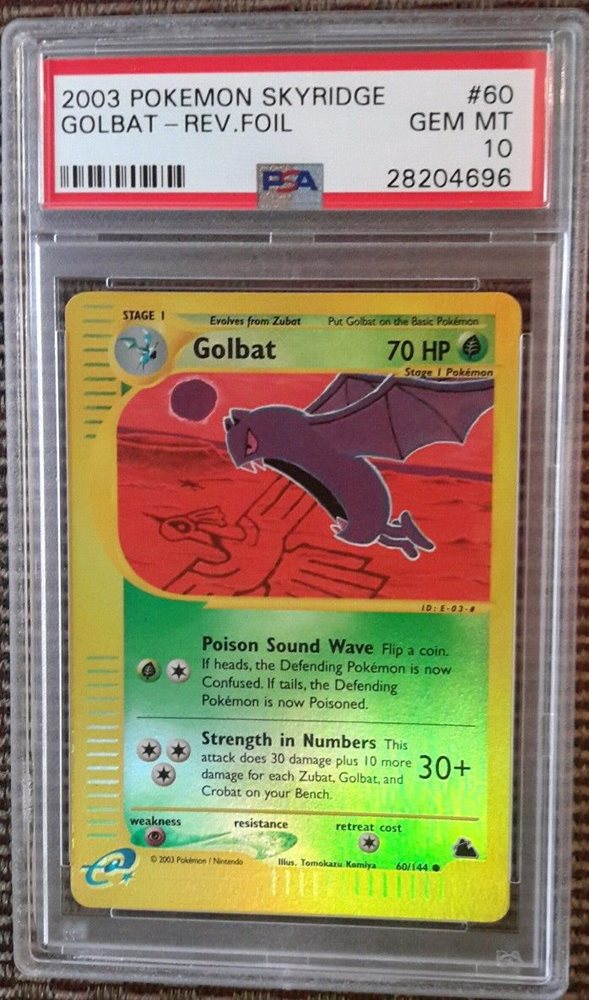 2003 POKEMON SKYRIDGE #60
GOLBAT - REV.FOIL GEM MT
10
PSA 28204696
STAGE 1 Evolves from Zubat Put Golbat on the Basic Pokémon
Golbat 70 HP
Stage 1 Pokémon
ID: E-03-#
Poison Sound Wave Flip a coin.
If heads, the Defending Pokémon is now
Confused. If tails, the Defending
Pokémon is now Poisoned.
Strength in Numbers This
attack does 30 damage plus 10 more 30+
damage for each Zubat, Golbat, and
Crobat on your Bench.
weakness resistance retreat cost
e
© 2003 Pokémon / Nintendo Illus. Tomokazu Komiya 60/144